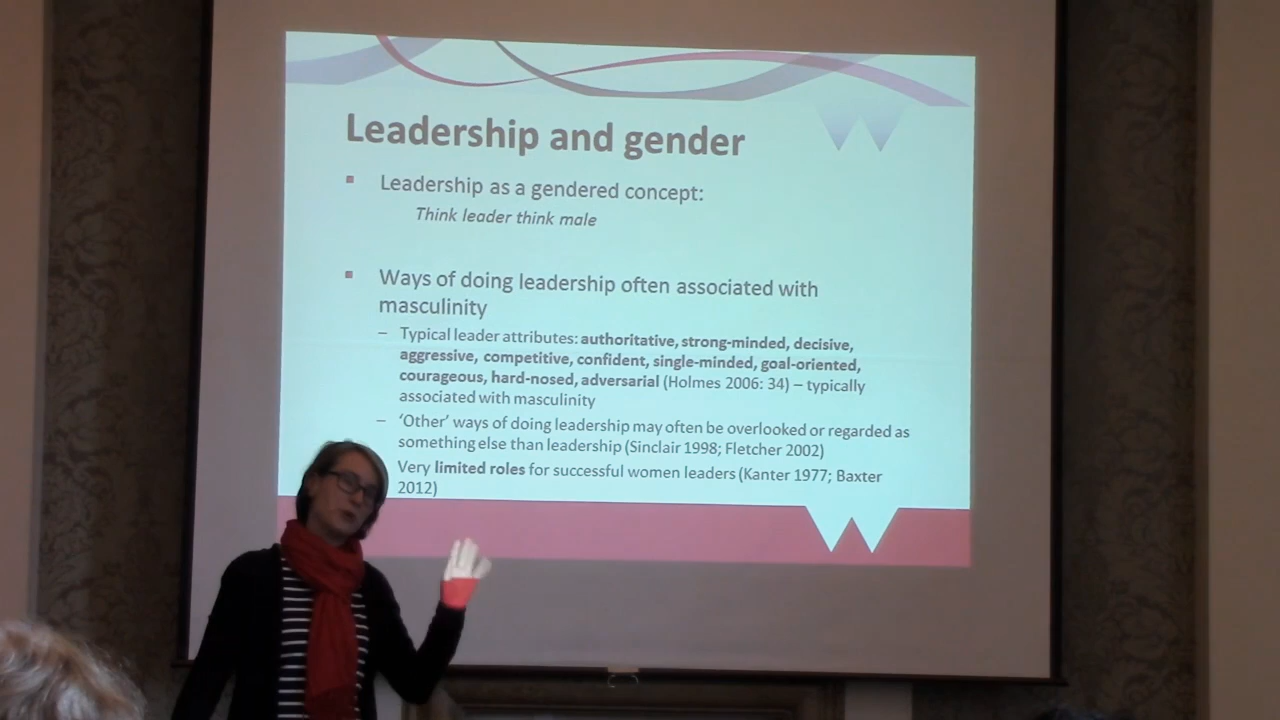 Leadership and gender
Leadership as a gendered concept:
Think leader think male
Ways of doing leadership often associated with
masculinity
– Typical leader attributes: authoritative, strong-minded, decisive,
aggressive, competitive, confident, single-minded, goal-oriented,
courageous, hard-nosed, adversarial (Holmes 2006: 34) – typically
associated with masculinity
– ‘Other’ ways of doing leadership may often be overlooked or regarded as
something else than leadership (Sinclair 1998; Fletcher 2002)
Very limited roles for successful women leaders (Kanter 1977; Baxter
2012)